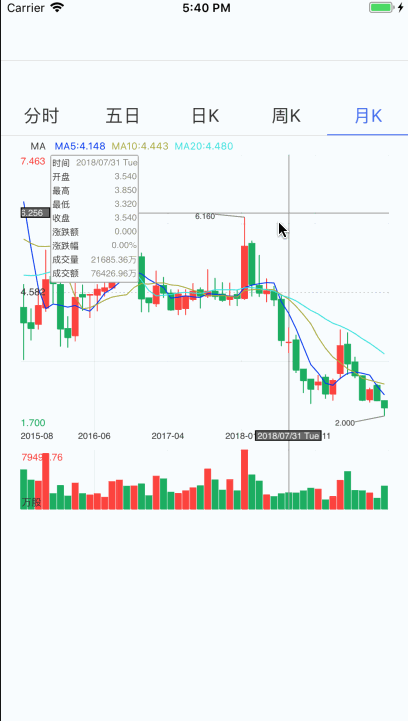 Carrier 5:40 PM
分时 五日 日K 周K 月K
MA MA5:4.148 MA10:4.443 MA20:4.480
7.463
时间 2018/07/31 Tue
开盘 3.540
最高 3.850
最低 3.320
收盘 3.540
涨跌额 0.000
涨跌幅 0.00%
成交量 21685.36万
成交额 76426.96万
6.256
6.160
4.582
1.700
2.000
2015-08 2016-06 2017-04 2018-0 2018/07/31 Tue 11
7949 .76
万股